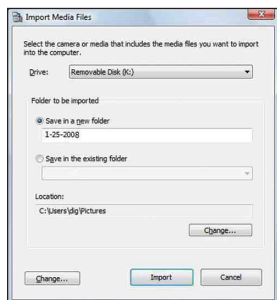 Import Media Files
Select the camera or media that includes the media files you want to import
into the computer.
Drive: Removable Disk (K:)
Folder to be imported
Save in a new folder
1-25-2008
Save in the existing folder
Location:
C:\Users\dig\Pictures
Change...
Change... Import Cancel